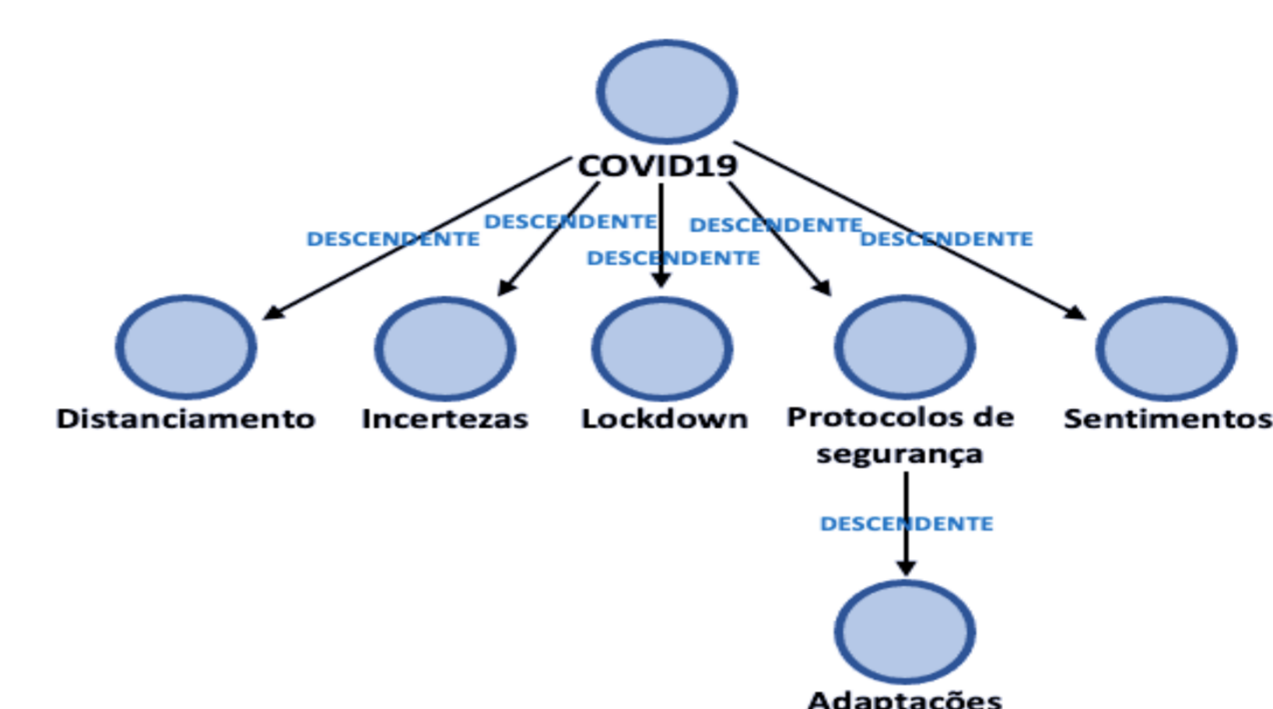 COVID19
DESCENDENTE
DESCENDENTE
DESCENDENTE
DESCENDENTE
DESCENDENTE
Distanciamento
Incertezas
Lockdown
Protocolos de
segurança
Sentimentos
DESCENDENTE
Adaptações